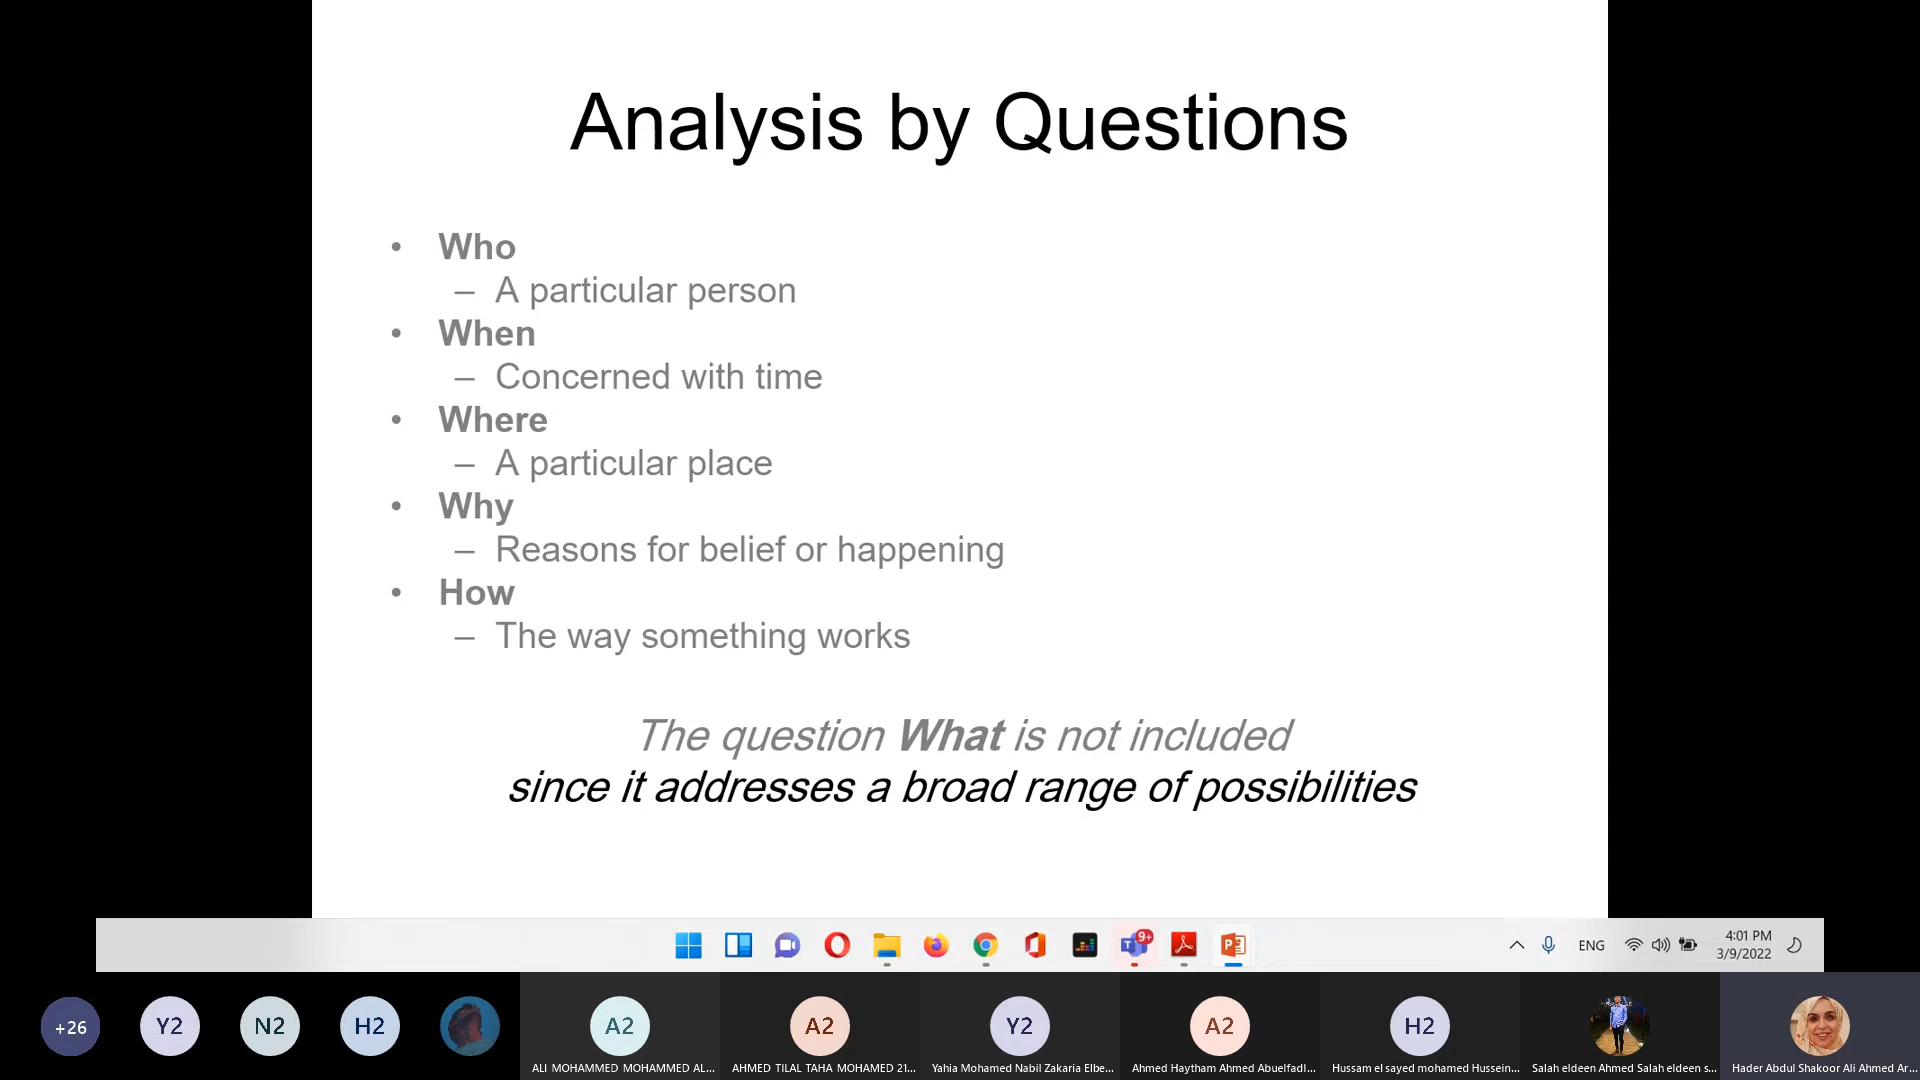 Analysis by Questions
• Who
– A particular person
• When
– Concerned with time
• Where
– A particular place
• Why
– Reasons for belief or happening
• How
– The way something works
The question What is not included
since it addresses a broad range of possibilities
9+
ENG
4:01 PM
3/9/2022
+26
Y2
N2
H2
A2
A2
Y2
A2
H2
ALI MOHAMMED MOHAMMED AL...
AHMED TILAL TAHA MOHAMED 21...
Yahia Mohamed Nabil Zakaria Elbe...
Ahmed Haytham Ahmed Abuelfadl...
Hussam el sayed mohamed Hussein...
Salah eldeen Ahmed Salah eldeen s...
Hader Abdul Shakoor Ali Ahmed Ar...